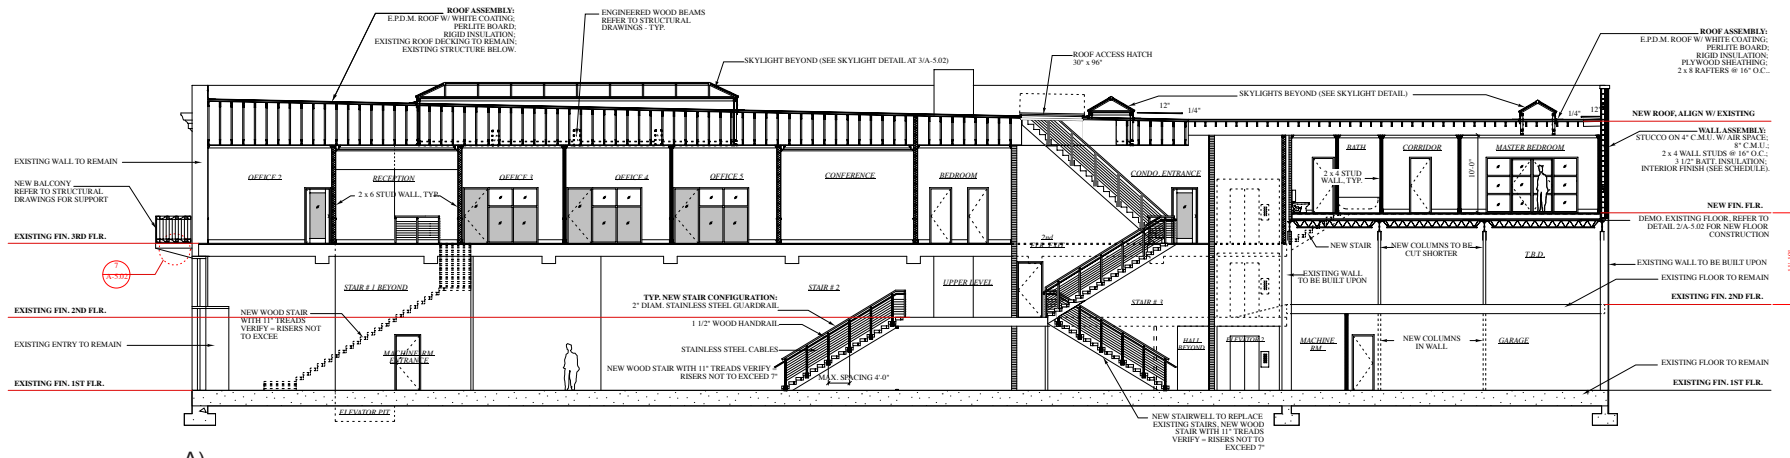 ROOF ASSEMBLY:
E.P.D.M. ROOF W/ WHITE COATING;
PERLITE BOARD;
RIGID INSULATION;
EXISTING ROOF DECKING TO REMAIN;
EXISTING STRUCTURE BELOW.
ENGINEERED WOOD BEAMS
REFER TO STRUCTURAL
DRAWINGS - TYP.
SKYLIGHT BEYOND (SEE SKYLIGHT DETAIL AT 3/A-5.02)
ROOF ACCESS HATCH
30" x 96"
SKYLIGHTS BEYOND (SEE SKYLIGHT DETAIL)
12"
1/4"
12"
1/4"
ROOF ASSEMBLY:
E.P.D.M. ROOF W/ WHITE COATING;
PERLITE BOARD;
RIGID INSULATION;
PLYWOOD SHEATHING;
2 x 8 RAFTERS @ 16" O.C..
NEW ROOF, ALIGN W/ EXISTING
WALL ASSEMBLY:
STUCCO ON 4" C.M.U. W/ AIR SPACE;
8" C.M.U.;
2 x 4 WALL STUDS @ 16" O.C.;
3 1/2" BATT. INSULATION;
INTERIOR FINISH (SEE SCHEDULE).
EXISTING WALL TO REMAIN
NEW BALCONY
REFER TO STRUCTURAL
DRAWINGS FOR SUPPORT
EXISTING FIN. 3RD FLR.
7
A-5.02
EXISTING FIN. 2ND FLR.
EXISTING ENTRY TO REMAIN
EXISTING FIN. 1ST FLR.
OFFICE 2
RECEPTION
2 x 6 STUD WALL, TYP.
OFFICE 3
OFFICE 4
OFFICE 5
CONFERENCE
BEDROOM
CONDO. ENTRANCE
BATH
CORRIDOR
MASTER BEDROOM
2 x 4 STUD
WALL, TYP.
10'-0"
NEW FIN. FLR.
DEMO. EXISTING FLOOR, REFER TO
DETAIL 2/A-5.02 FOR NEW FLOOR
CONSTRUCTION
2nd
NEW STAIR
NEW COLUMNS TO BE
CUT SHORTER
T.B.D.
EXISTING WALL TO BE BUILT UPON
EXISTING WALL
TO BE BUILT UPON
EXISTING FLOOR TO REMAIN
EXISTING FIN. 2ND FLR.
STAIR # 1 BEYOND
NEW WOOD STAIR
WITH 11" TREADS
VERIFY = RISERS NOT
TO EXCEE
MACHINE RM
ENTRANCE
ELEVATOR PIT
TYP. NEW STAIR CONFIGURATION:
2" DIAM. STAINLESS STEEL GUARDRAIL
1 1/2" WOOD HANDRAIL
STAINLESS STEEL CABLES
NEW WOOD STAIR WITH 11" TREADS VERIFY =
RISERS NOT TO EXCEED 7"
MAX. SPACING 4'-0"
STAIR # 2
UPPER LEVEL
STAIR # 3
HALL
BEYOND
ELEVATOR 2
MACHINE
RM
NEW COLUMNS
IN WALL
GARAGE
EXISTING FLOOR TO REMAIN
EXISTING FIN. 1ST FLR.
NEW STAIRWELL TO REPLACE
EXISTING STAIRS, NEW WOOD
STAIR WITH 11" TREADS
VERIFY = RISERS NOT TO
EXCEED 7"